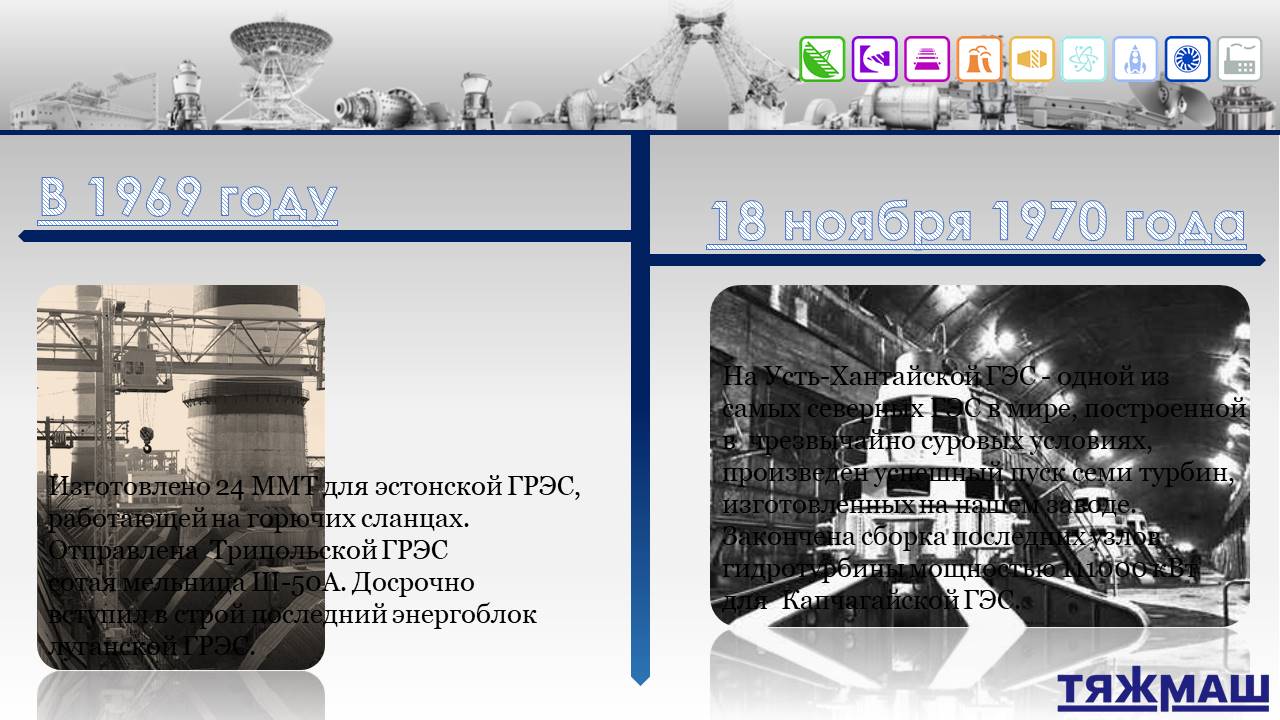 В 1969 году
Изготовлено 24 ММТ для эстонской ГРЭС,
работающей на горючих сланцах.
Отправлена Трипольской ГРЭС
сотая мельница Ш-50А. Досрочно
вступил в строй последний энергоблок
луганской ГРЭС.
18 ноября 1970 года
На Усть-Хантайской ГЭС - одной из
самых северных ГЭС в мире, построенной
в чрезвычайно суровых условиях,
произведен успешный пуск семи турбин,
изготовленных на нашем заводе.
Закончена сборка последних узлов
гидротурбины мощностью 111000 кВт
для Капчагайской ГЭС.
ТЯЖМАШ